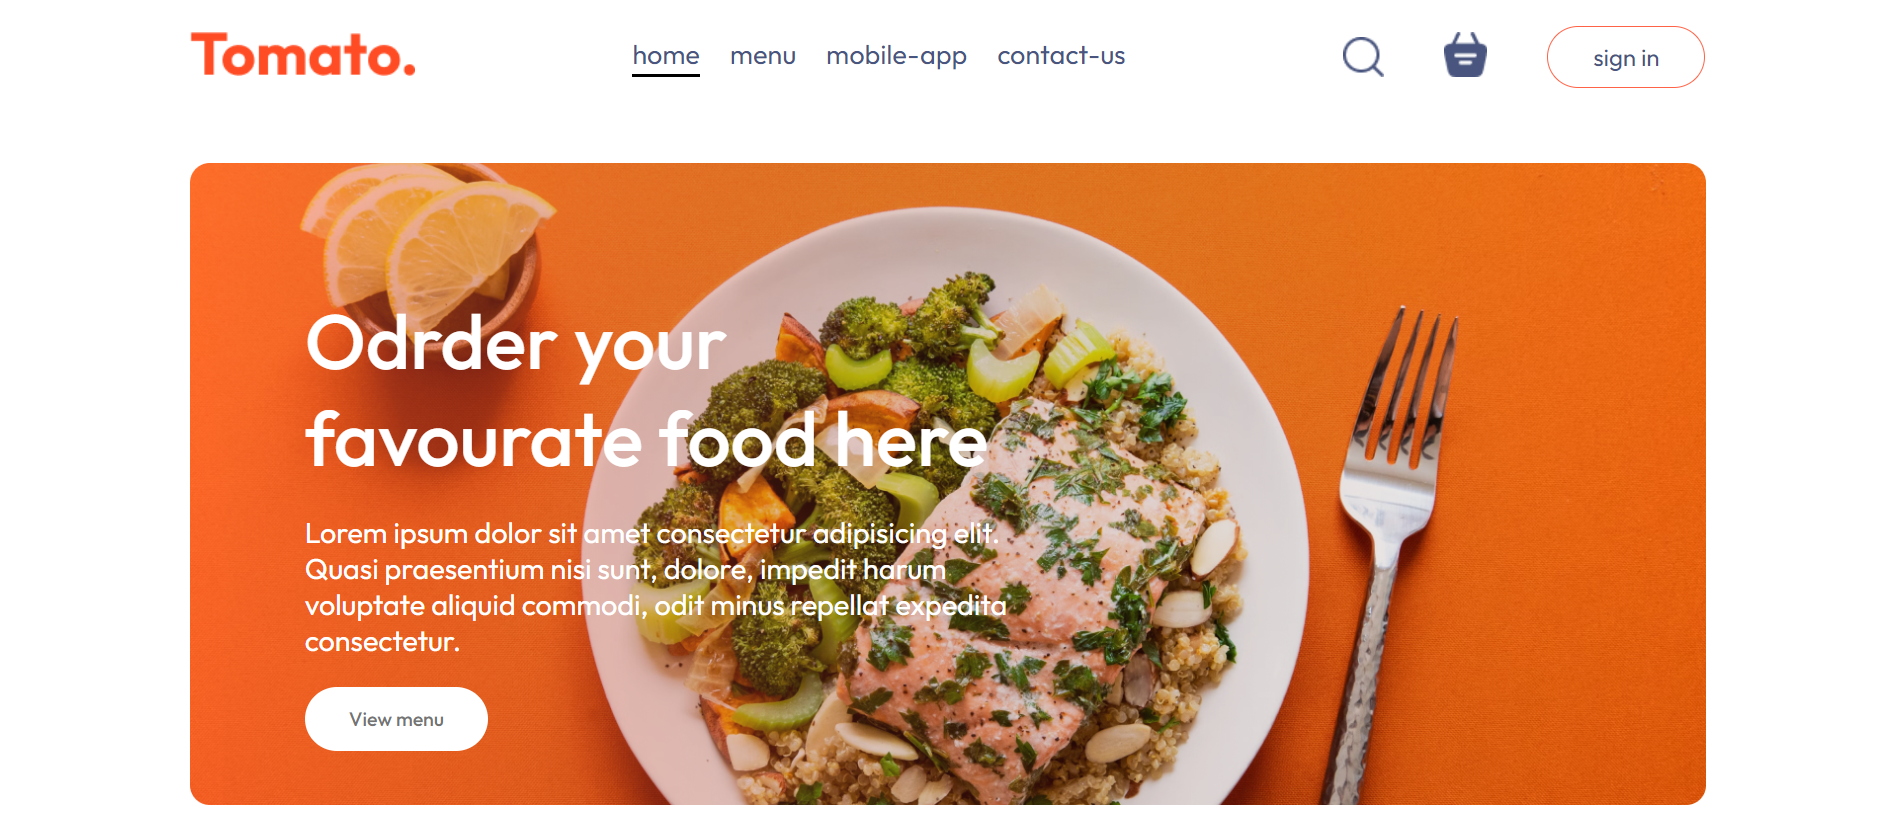 Tomato.
home menu mobile-app contact-us
sign in
Odrder your
favourate food here
Lorem ipsum dolor sit amet consectetur adipisicing elit.
Quasi praesentium nisi sunt, dolore, impedit harum
voluptate aliquid commodi, odit minus repellat expedita
consectetur.
View menu